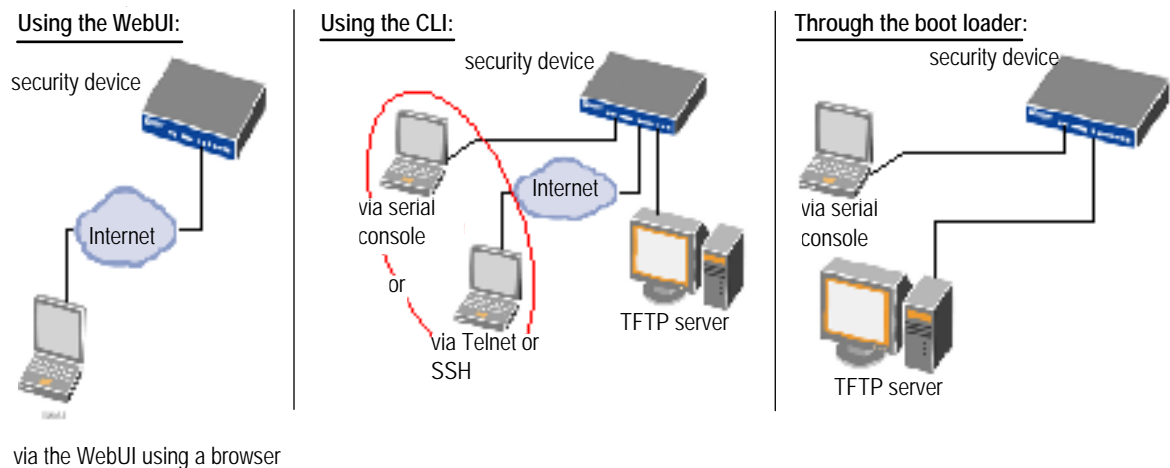 Using the WebUI:
security device
Internet
via the WebUI using a browser
Using the CLI:
security device
Internet
via serial
console
or
via Telnet or
SSH
TFTP server
Through the boot loader:
security device
via serial
console
TFTP server